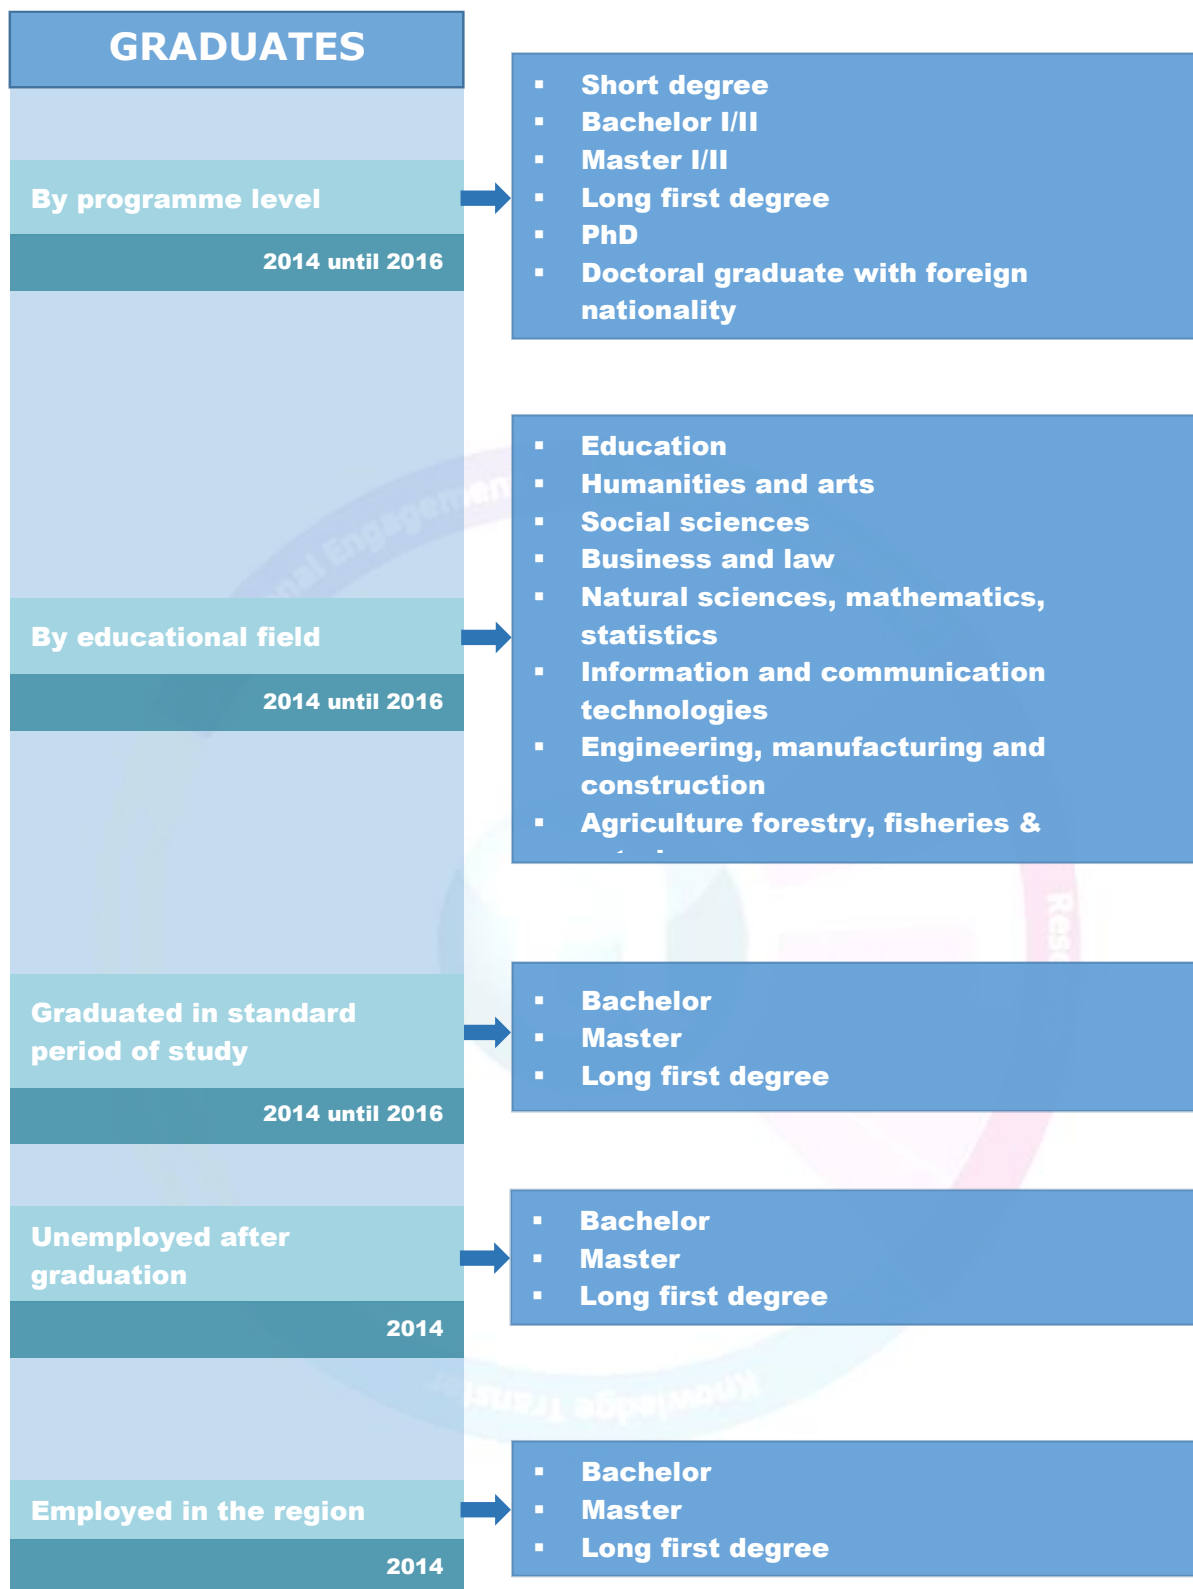 GRADUATES
▪ Short degree
▪ Bachelor I/II
▪ Master I/II
▪ Long first degree
▪ PhD
▪ Doctoral graduate with foreign
nationality
By programme level
2014 until 2016
▪ Education
▪ Humanities and arts
▪ Social sciences
▪ Business and law
▪ Natural sciences, mathematics,
statistics
▪ Information and communication
technologies
▪ Engineering, manufacturing and
construction
▪ Agriculture forestry, fisheries &
By educational field
2014 until 2016
Graduated in standard
period of study
2014 until 2016
▪ Bachelor
▪ Master
▪ Long first degree
Unemployed after
graduation
2014
▪ Bachelor
▪ Master
▪ Long first degree
Employed in the region
2014
▪ Bachelor
▪ Master
▪ Long first degree
Engagement
Knowledge Transfer